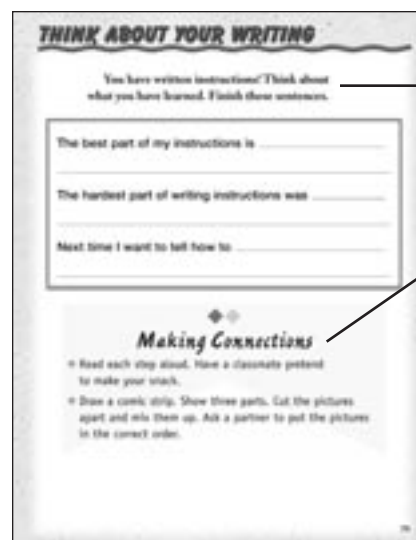 THINK ABOUT YOUR WRITING
You have written instructions! Think about
what you have learned. Finish these sentences.
The best part of my instructions is
The hardest part of writing instructions was
Next time I want to tell how to
Making Connections
Read each step aloud. Have a classmate pretend
to make your snack.
Draw a comic strip. Show three parts. Cut the pictures
apart and mix them up. Ask a partner to put the pictures
in the correct order.